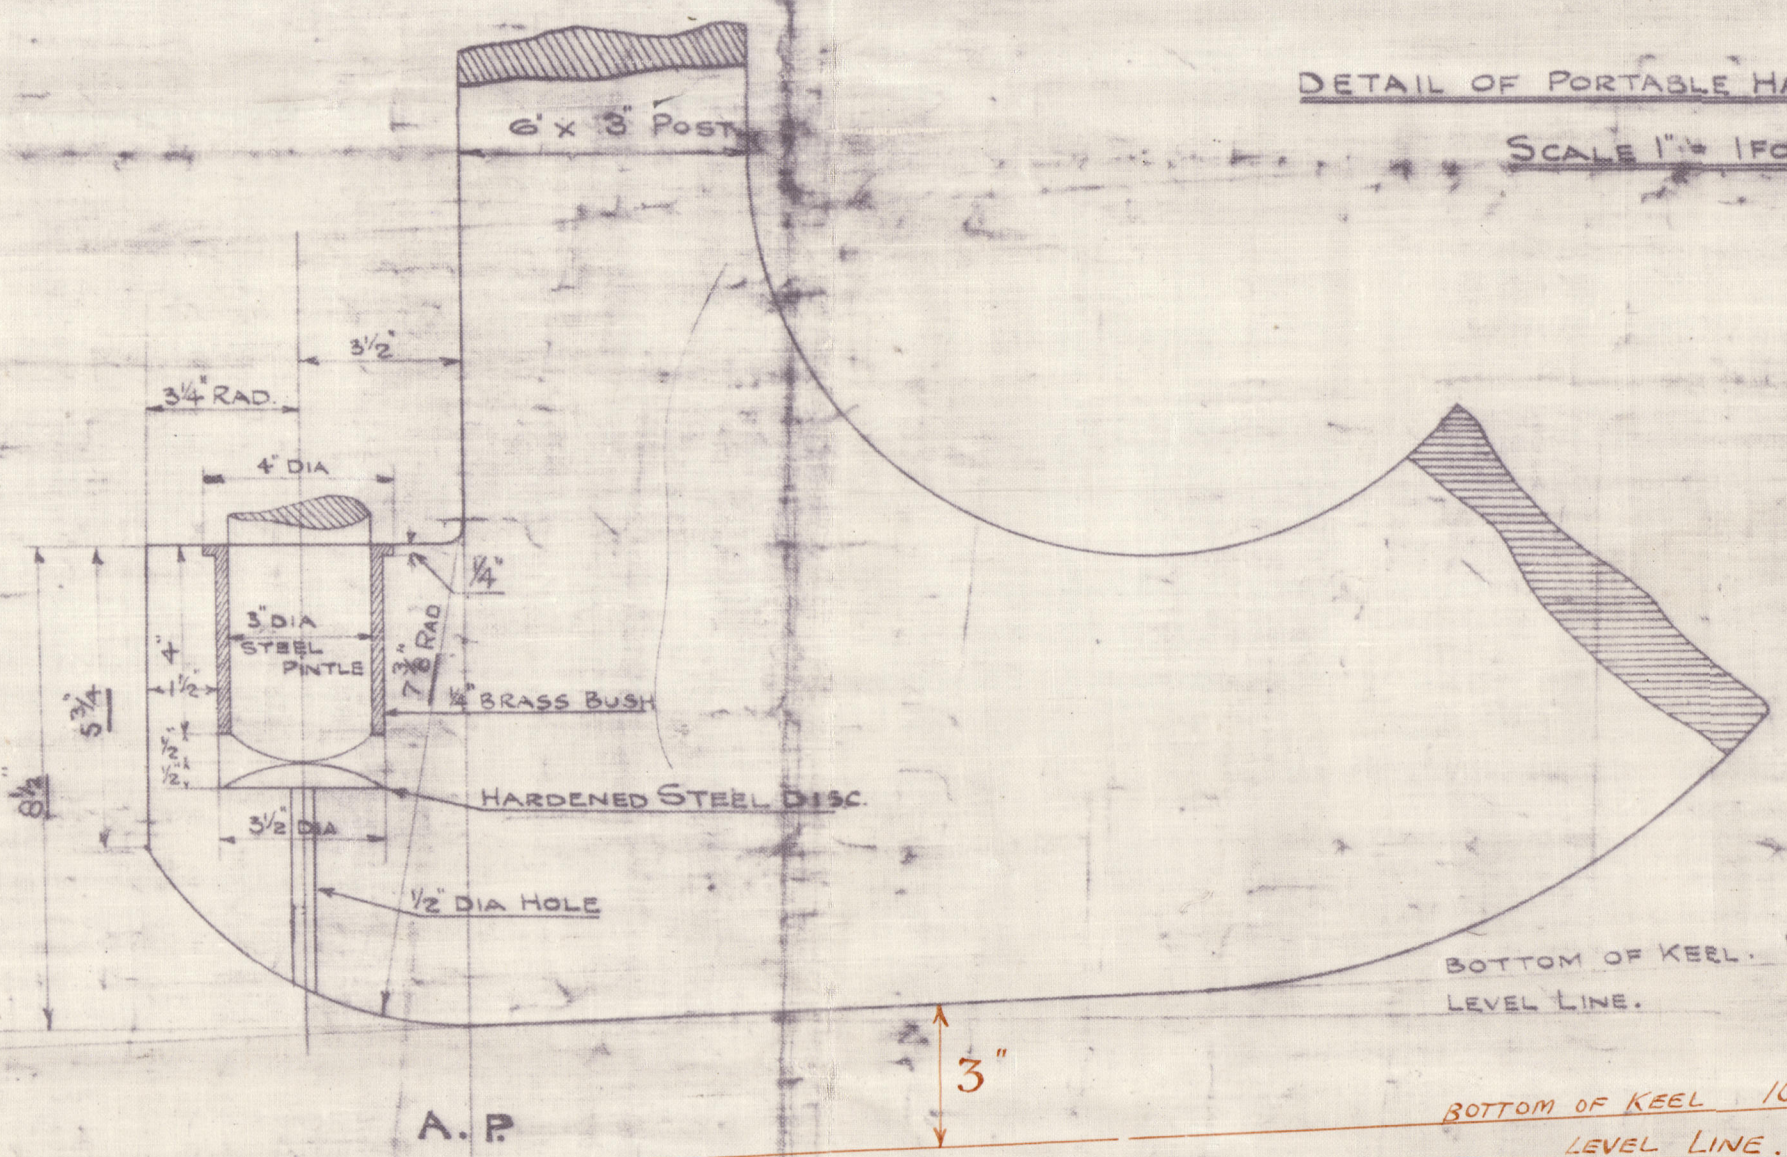 DETAIL OF PORTABLE
SCALE 1" = 1
6" x 3" POST
3½"
3¼" RAD.
4" DIA
¼"
3" DIA
STEEL
PINTLE
7⅜" RAD
4"
1½"
5¾"
¼" BRASS BUSH
½"
½"
8½"
HARDENED STEEL DISC.
3½" DIA
½" DIA HOLE
BOTTOM OF KEEL.
LEVEL LINE.
3"
A.P.
BOTTOM OF KEEL
LEVEL LINE.